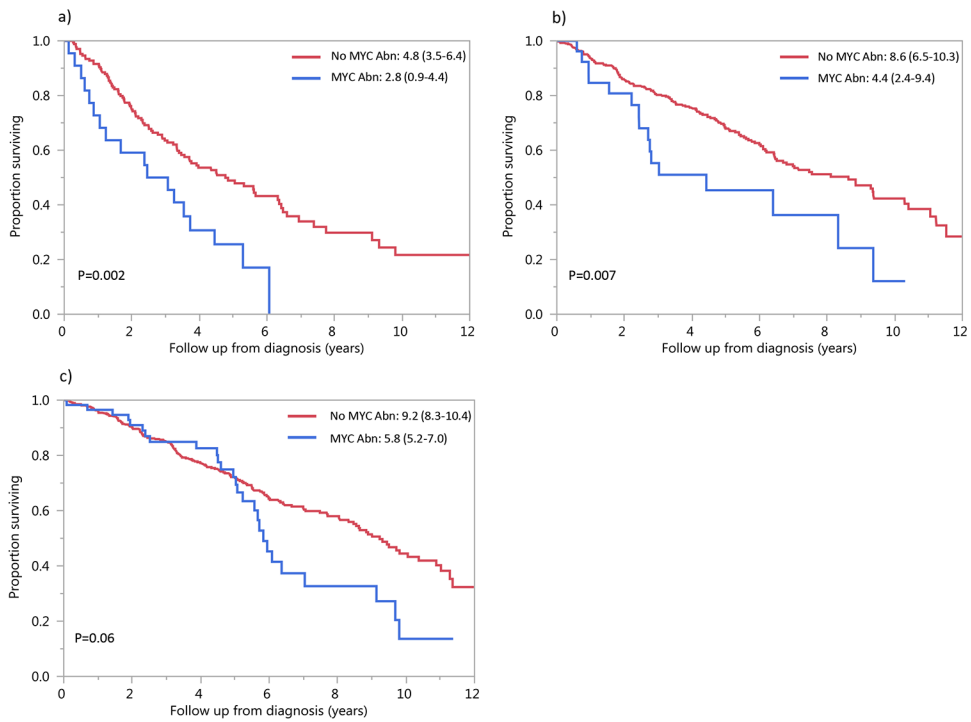 a)
1.0
0.8
0.6
0.4
0.2
0.0
Proportion surviving
No MYC Abn: 4.8 (3.5-6.4)
MYC Abn: 2.8 (0.9-4.4)
P=0.002
0 2 4 6 8 10 12
Follow up from diagnosis (years)
b)
1.0
0.8
0.6
0.4
0.2
0.0
Proportion surviving
No MYC Abn: 8.6 (6.5-10.3)
MYC Abn: 4.4 (2.4-9.4)
P=0.007
0 2 4 6 8 10 12
Follow up from diagnosis (years)
c)
1.0
0.8
0.6
0.4
0.2
0.0
Proportion surviving
No MYC Abn: 9.2 (8.3-10.4)
MYC Abn: 5.8 (5.2-7.0)
P=0.06
0 2 4 6 8 10 12
Follow up from diagnosis (years)